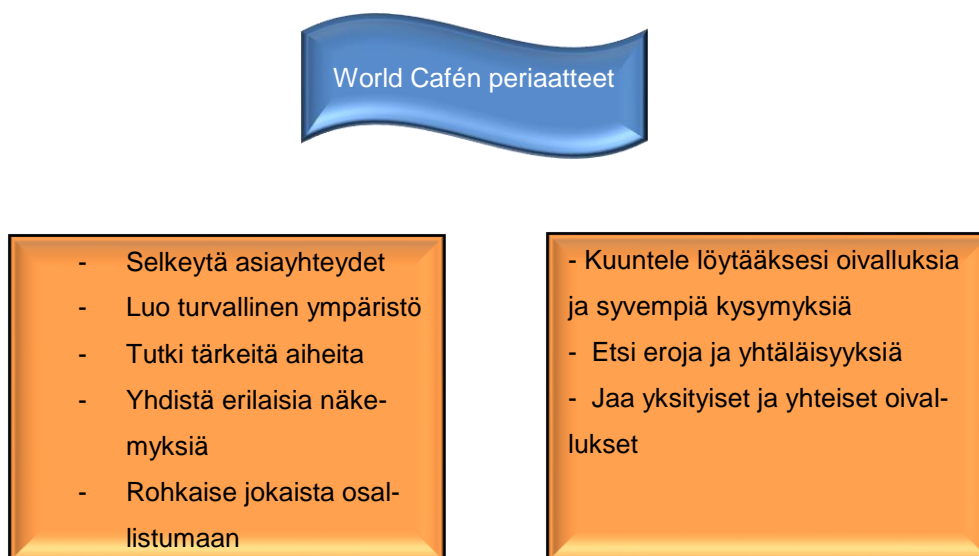 World Cafén periaatteet
- Selkeytä asiayhteydet
- Luo turvallinen ympäristö
- Tutki tärkeitä aiheita
- Yhdistä erilaisia näke-
myksiä
- Rohkaise jokaista osal-
listumaan
- Kuuntele löytääksesi oivalluksia
ja syvempiä kysymyksiä
- Etsi eroja ja yhtäläisyyksiä
- Jaa yksityiset ja yhteiset oival-
lukset